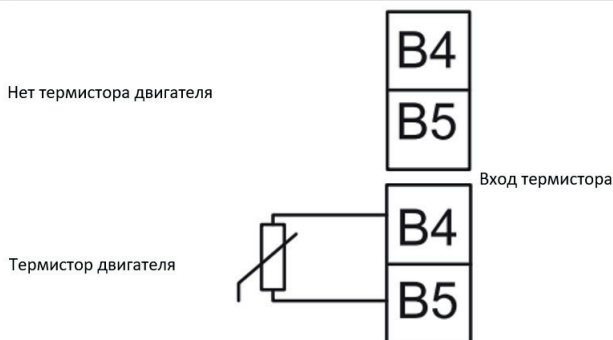 B4
Нет термистора двигателя
B5
Вход термистора
B4
Термистор двигателя
B5